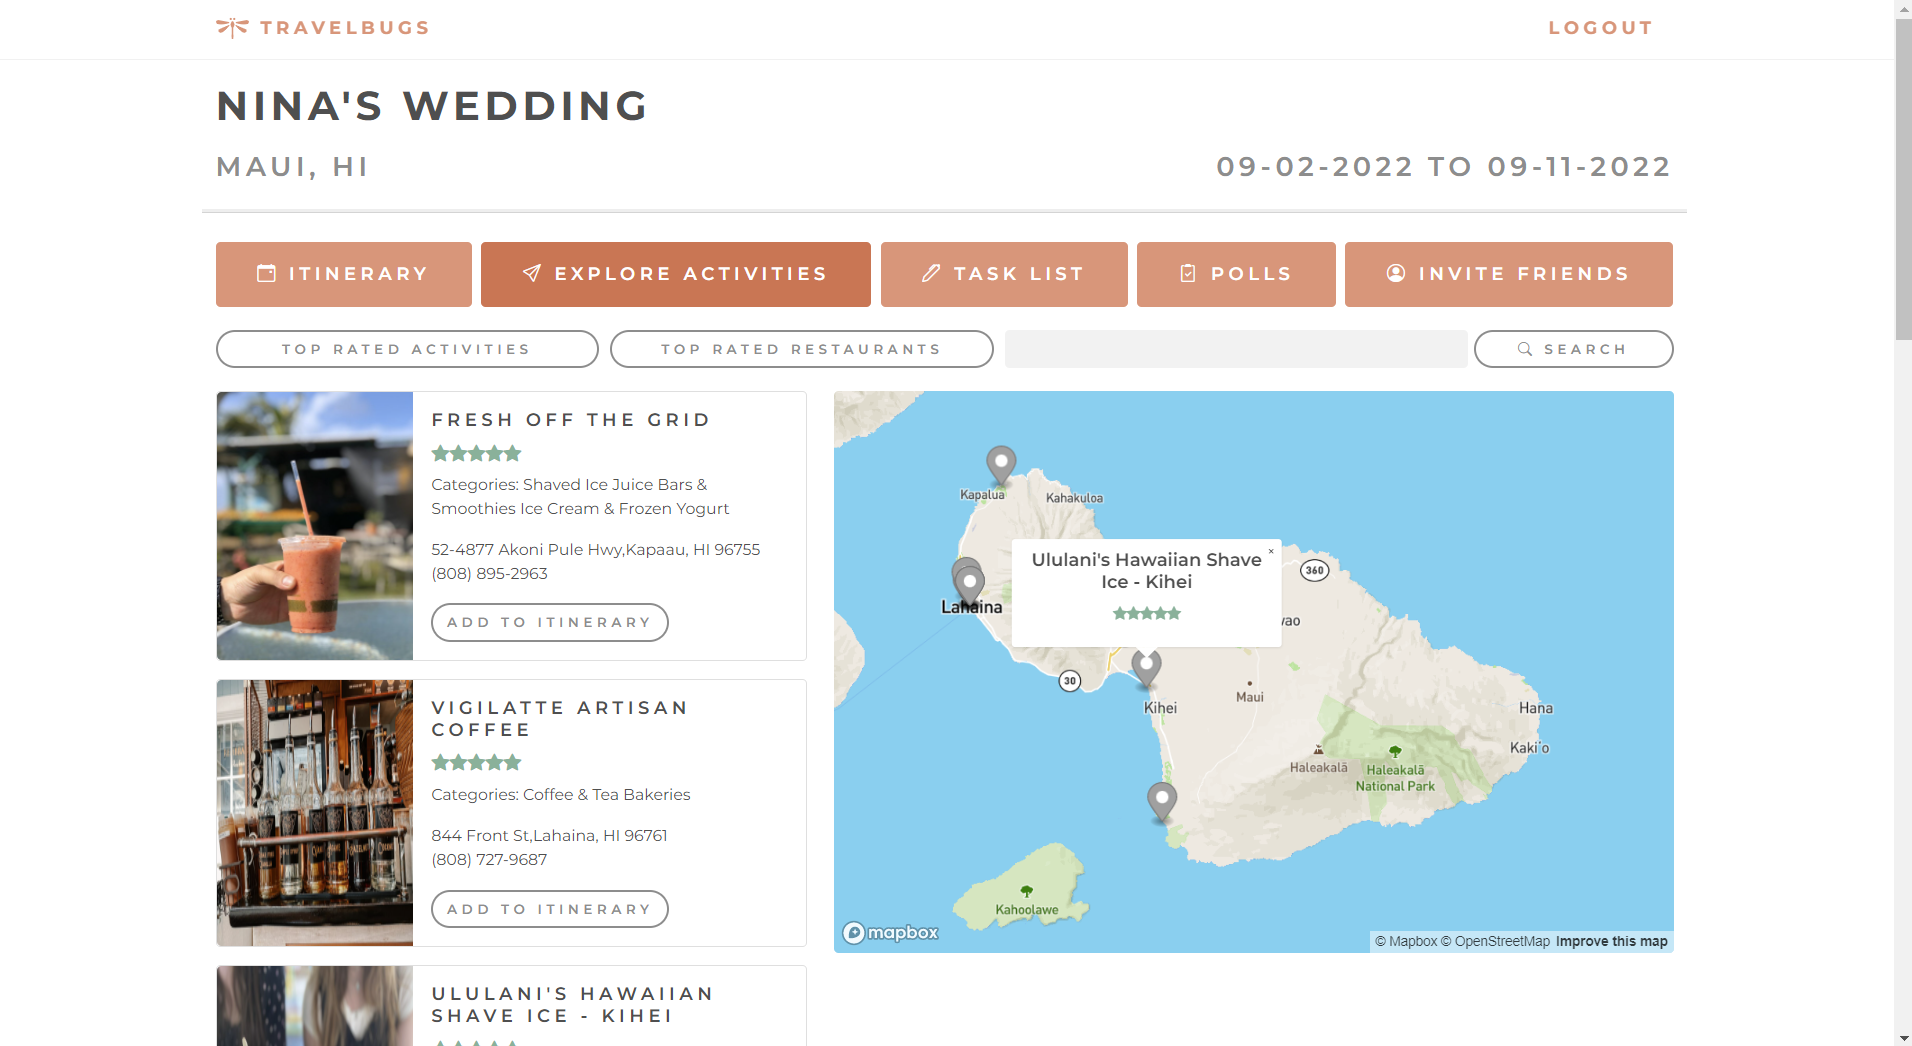 TRAVELBUGS
LOGOUT
NINA'S WEDDING
MAUI, HI
09-02-2022 TO 09-11-2022
ITINERARY
EXPLORE ACTIVITIES
TASK LIST
POLLS
INVITE FRIENDS
TOP RATED ACTIVITIES
TOP RATED RESTAURANTS
SEARCH
FRESH OFF THE GRID
Categories: Shaved Ice Juice Bars &
Smoothies Ice Cream & Frozen Yogurt
52-4877 Akoni Pule Hwy,Kapaau, HI 96755
(808) 895-2963
ADD TO ITINERARY
VIGILATTE ARTISAN
COFFEE
Categories: Coffee & Tea Bakeries
844 Front St,Lahaina, HI 96761
(808) 727-9687
ADD TO ITINERARY
ULULANI'S HAWAIIAN
SHAVE ICE - KIHEI
Kapalua
Kahakuloa
Ululani's Hawaiian Shave
Ice - Kihei
×
360
Lahaina
vao
30
Maui
Kihei
Hana
Kaki'o
Haleakalā
Haleakalā
National Park
Kahoolawe
mapbox
© Mapbox © OpenStreetMap Improve this map